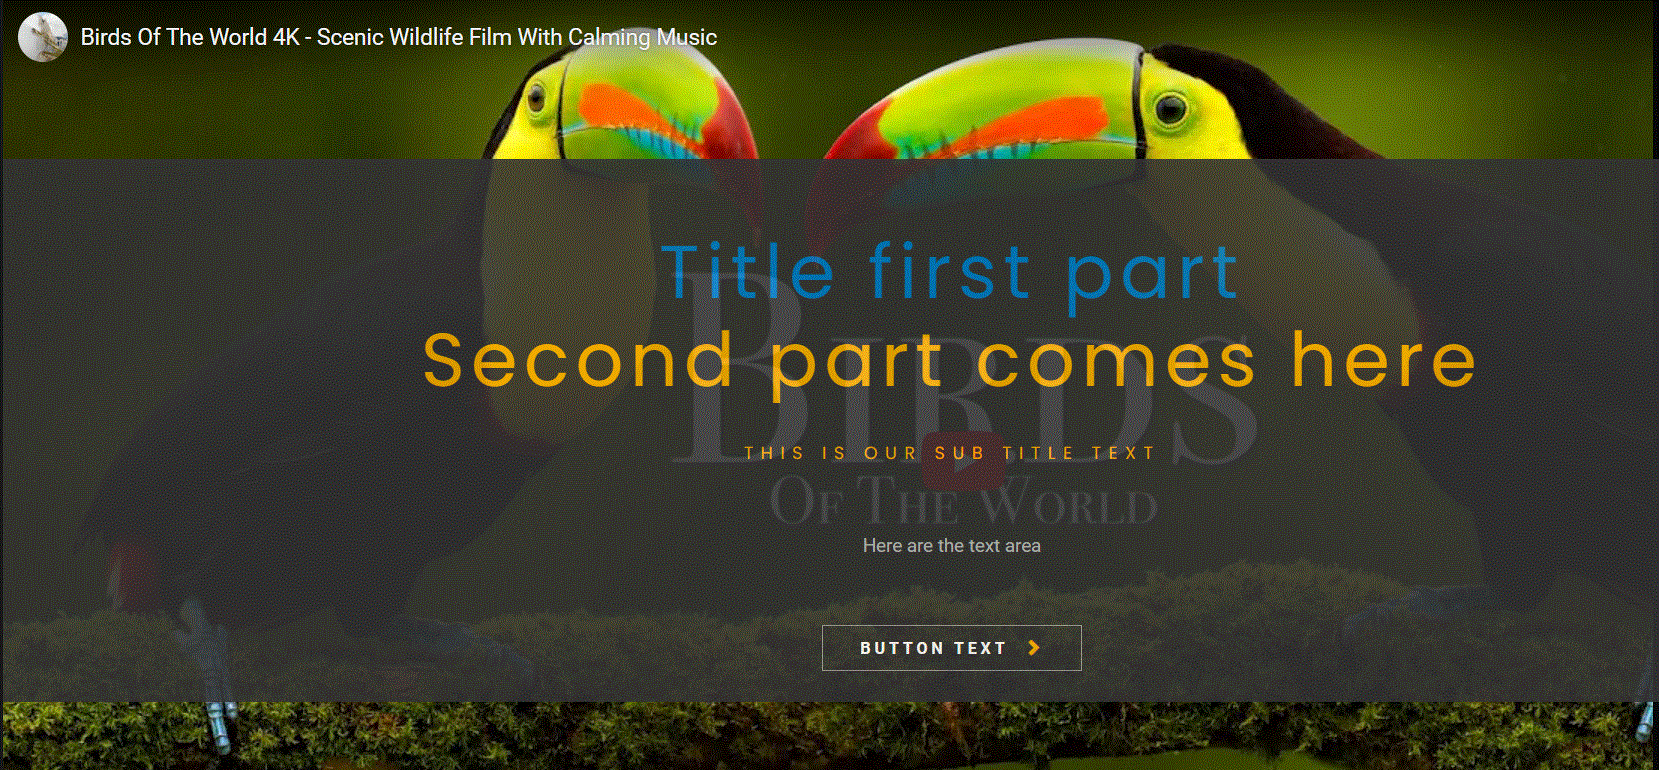 Birds Of The World 4K - Scenic Wildlife Film With Calming Music
Title first part
Second part comes here
BIRDS
THIS IS OUR SUB TITLE TEXT
OF THE WORLD
Here are the text area
BUTTON TEXT